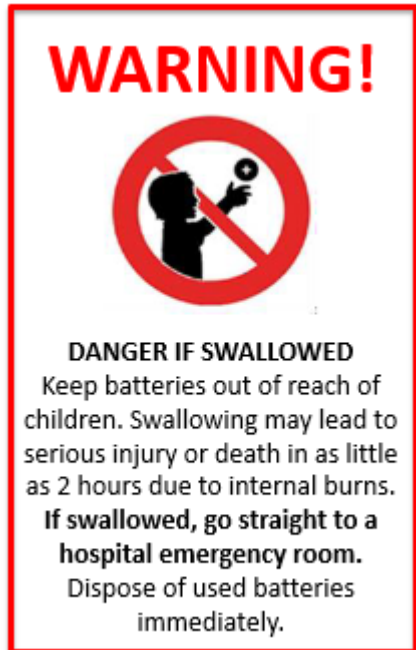 WARNING!
DANGER IF SWALLOWED
Keep batteries out of reach of
children. Swallowing may lead to
serious injury or death in as little
as 2 hours due to internal burns.
If swallowed, go straight to a
hospital emergency room.
Dispose of used batteries
immediately.